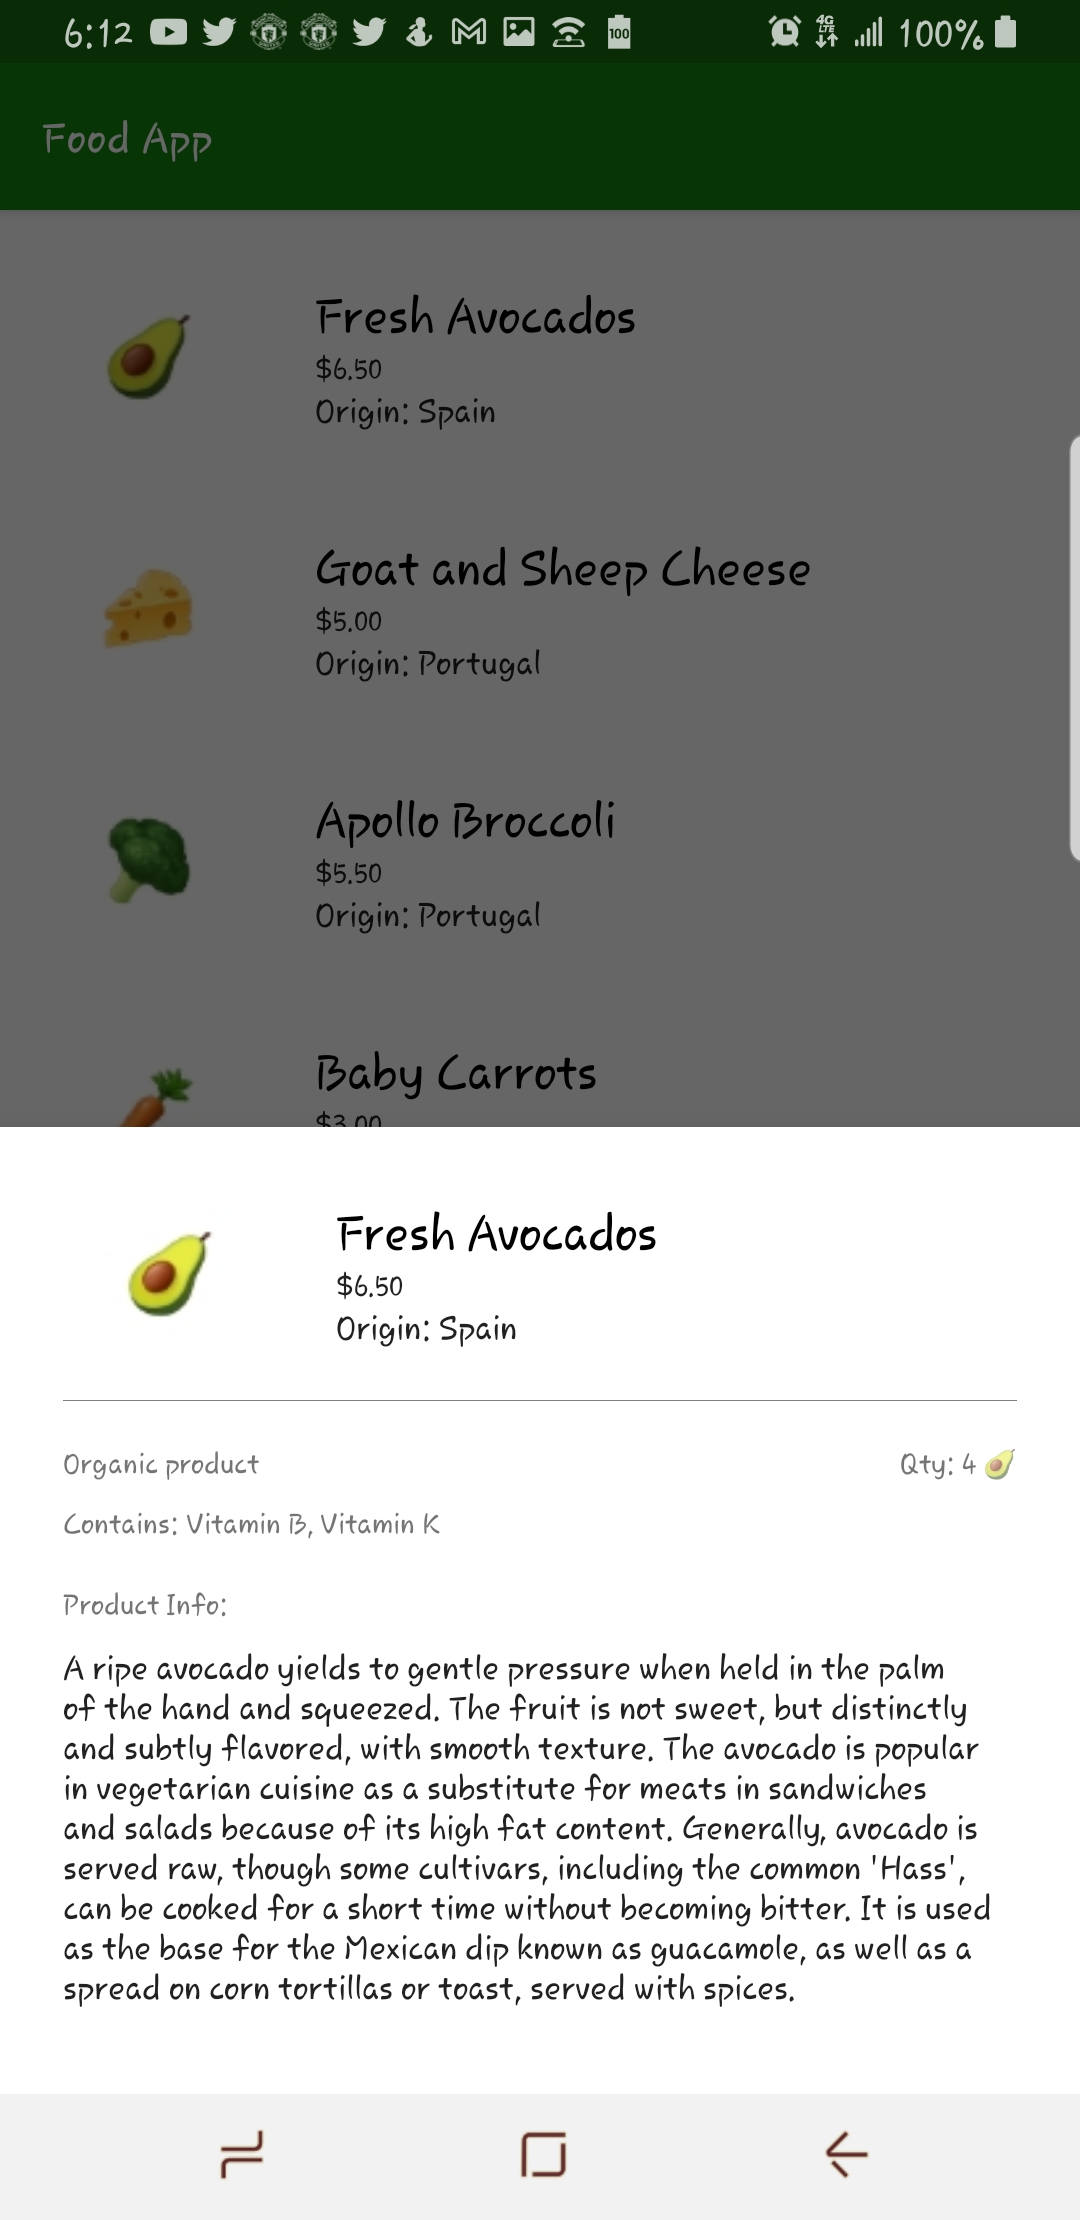 6:12 100 4G LTE 100%
Food App
Fresh Avocados
$6.50
Origin: Spain
Goat and Sheep Cheese
$5.00
Origin: Portugal
Apollo Broccoli
$5.50
Origin: Portugal
Baby Carrots
$3.00
Fresh Avocados
$6.50
Origin: Spain
Organic product Qty: 4
Contains: Vitamin B, Vitamin K
Product Info:
A ripe avocado yields to gentle pressure when held in the palm
of the hand and squeezed. The fruit is not sweet, but distinctly
and subtly flavored, with smooth texture. The avocado is popular
in vegetarian cuisine as a substitute for meats in sandwiches
and salads because of its high fat content. Generally, avocado is
served raw, though some cultivars, including the common 'Hass',
can be cooked for a short time without becoming bitter. It is used
as the base for the Mexican dip known as guacamole, as well as a
spread on corn tortillas or toast, served with spices.